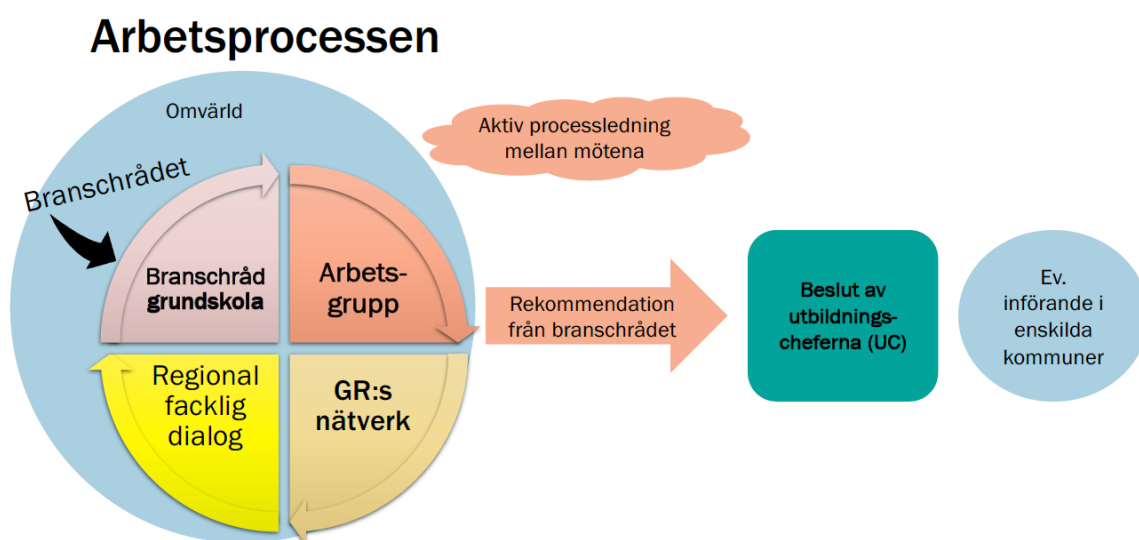 Arbetsprocessen
Omvärld
Aktiv processledning
mellan mötena
Branschrådet
Branschråd
grundskola
Arbets-
grupp
Regional
facklig
dialog
GR:s
nätverk
Rekommendation
från branschrådet
Beslut av
utbildnings-
cheferna (UC)
Ev.
införande i
enskilda
kommuner